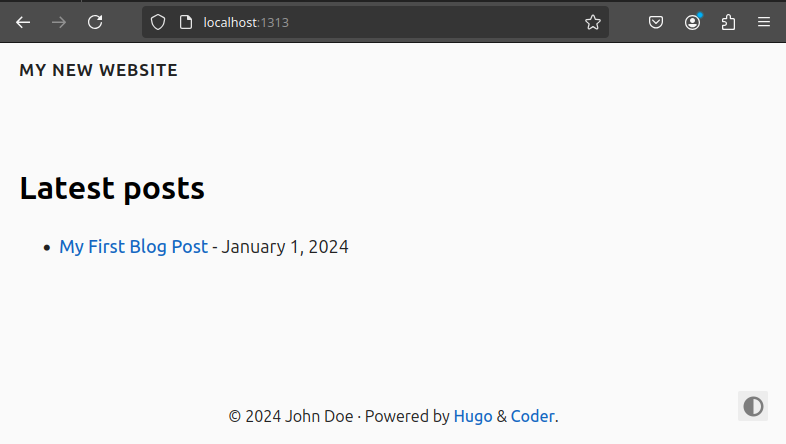 localhost:1313
MY NEW WEBSITE
Latest posts
• My First Blog Post - January 1, 2024
© 2024 John Doe · Powered by Hugo & Coder.